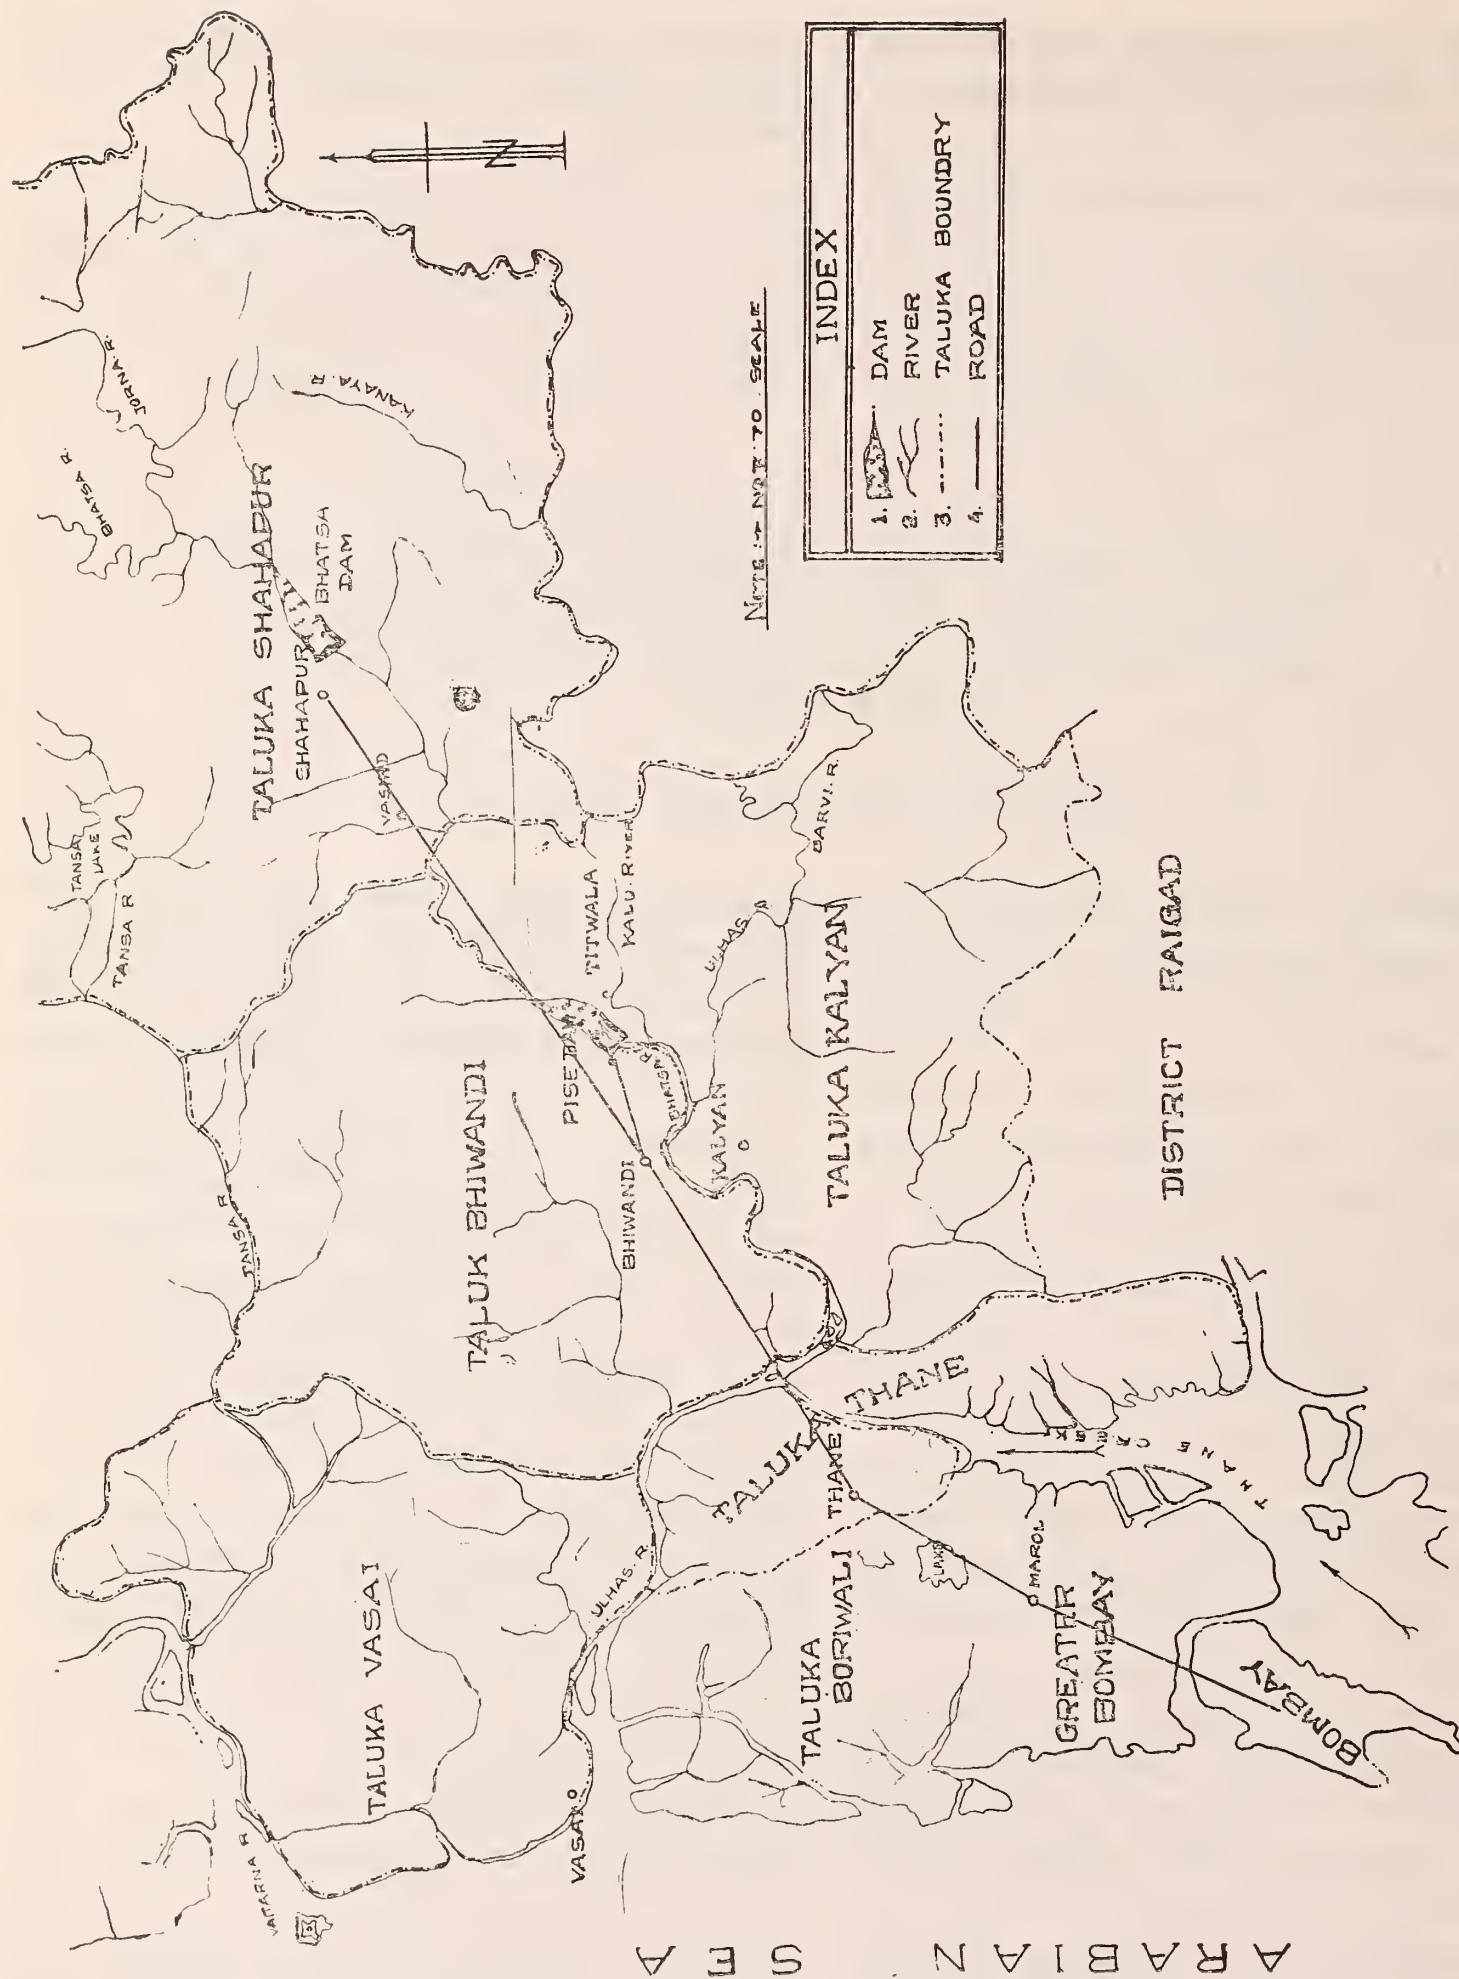 INDEX
1. DAM
2. RIVER
3. TALUKA BOUNDRY
4. ROAD
NOTE :→ NOT TO SCALE
N
JORNA. R.
BHATSA R.
KANAYA. R
TALUKA SHAHAPUR
SHAHAPUR
BHATSA
DAM
VASIND
TANSA
LAKE
TANSA R
TITWALA
KALU. RIVER
BARVI. R.
ULHAS
TALUKA KALYAN
KALYAN
BHATSA
R
PISE DAM
TALUK BHIWANDI
BHIWANDI
TANSA R
DISTRICT RAIGAD
TALUK THANE
THANE
THANE CREEK
ULHAS. R
TALUKA VASAI
VASAI
VAITARNA R
TALUKA
BORIWALI
MAROL
GREATER
BOMBAY
BOMBAY
ARABIAN SEA